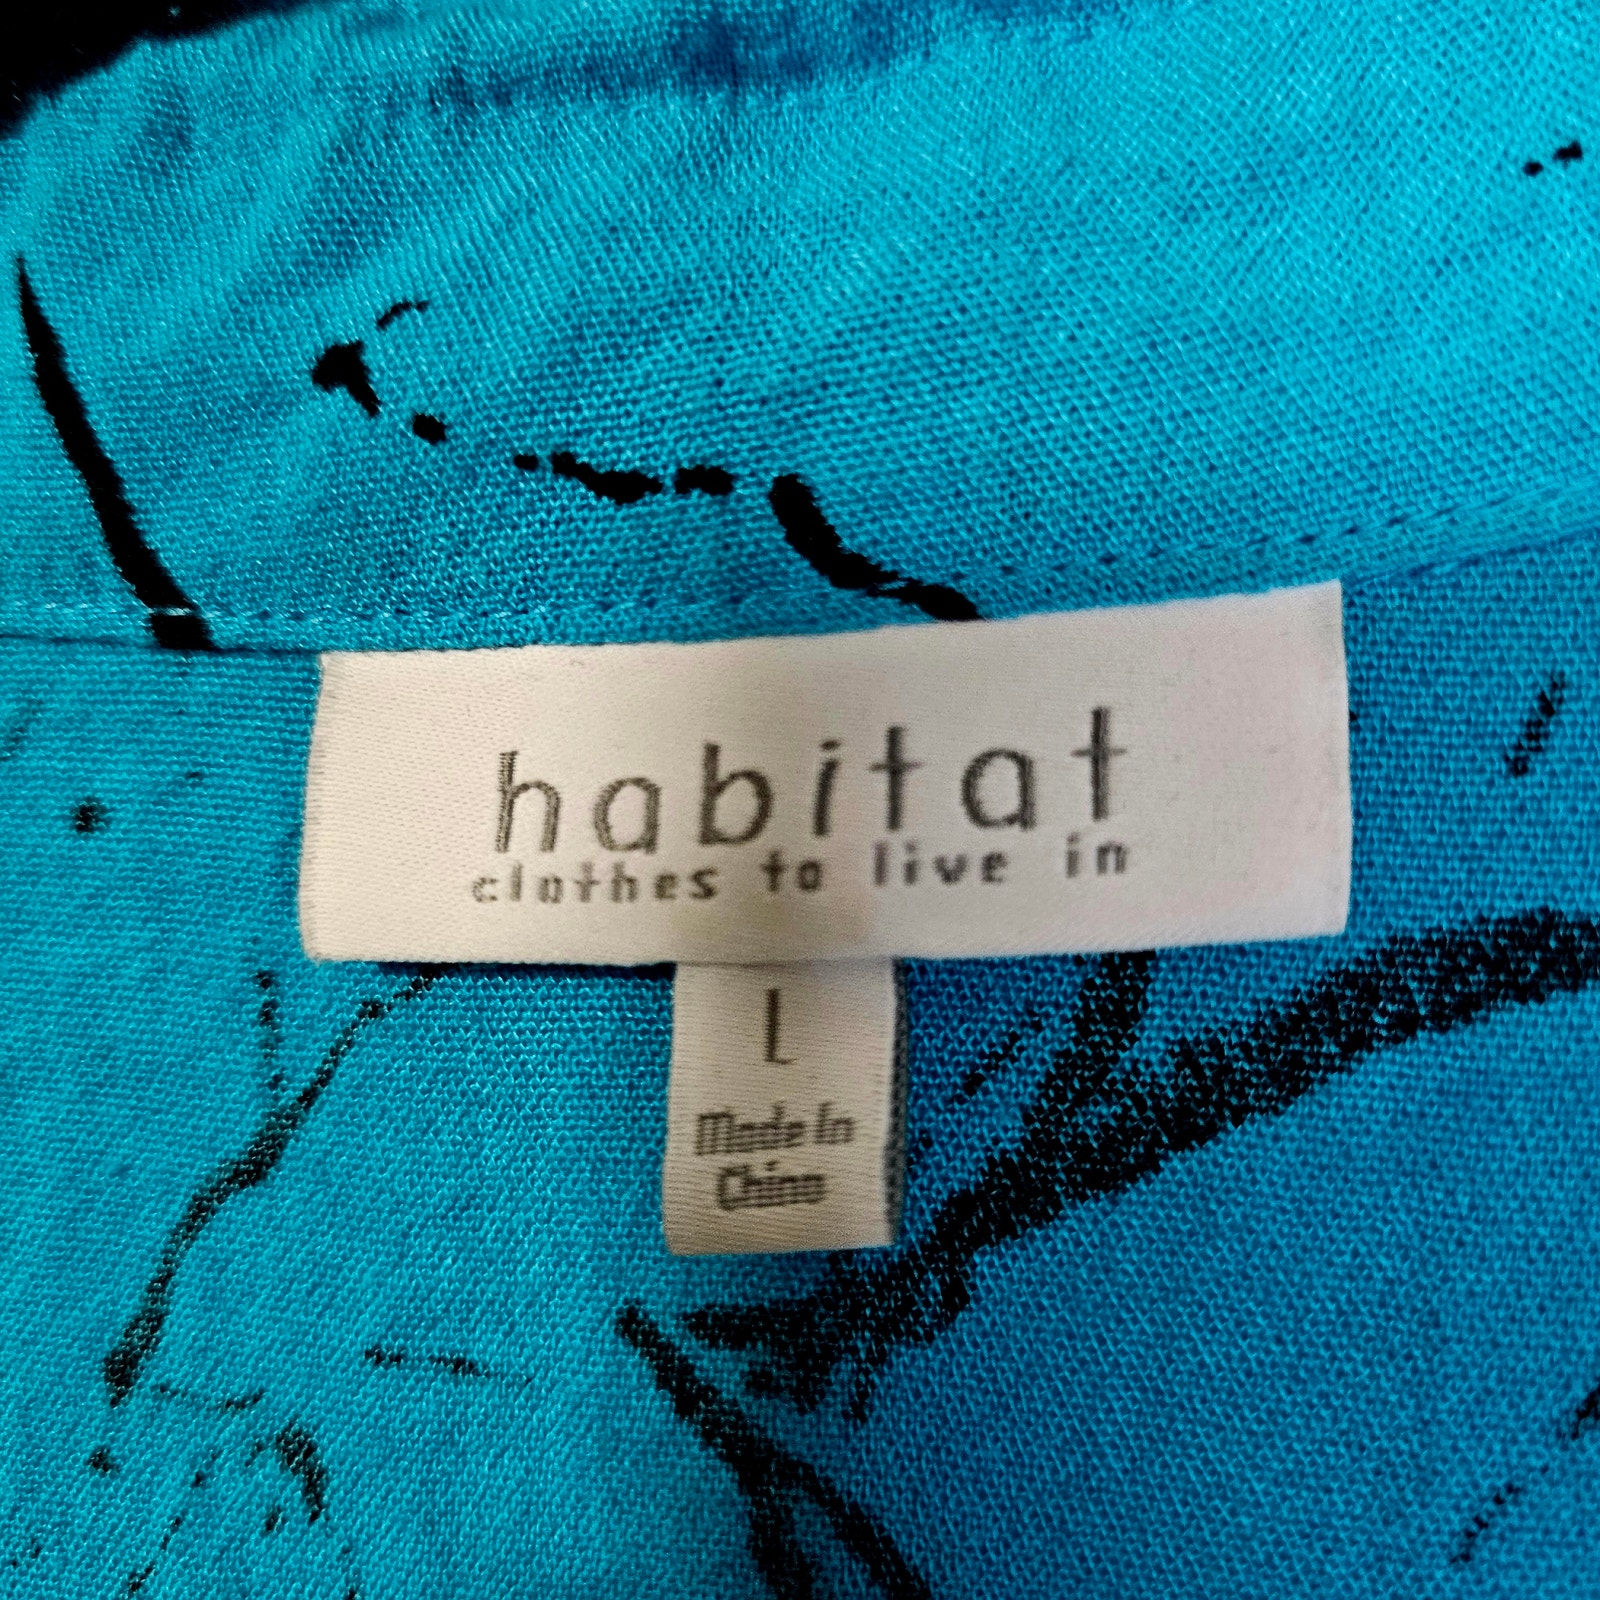 habitat
clothes to live in
L
Made In
China